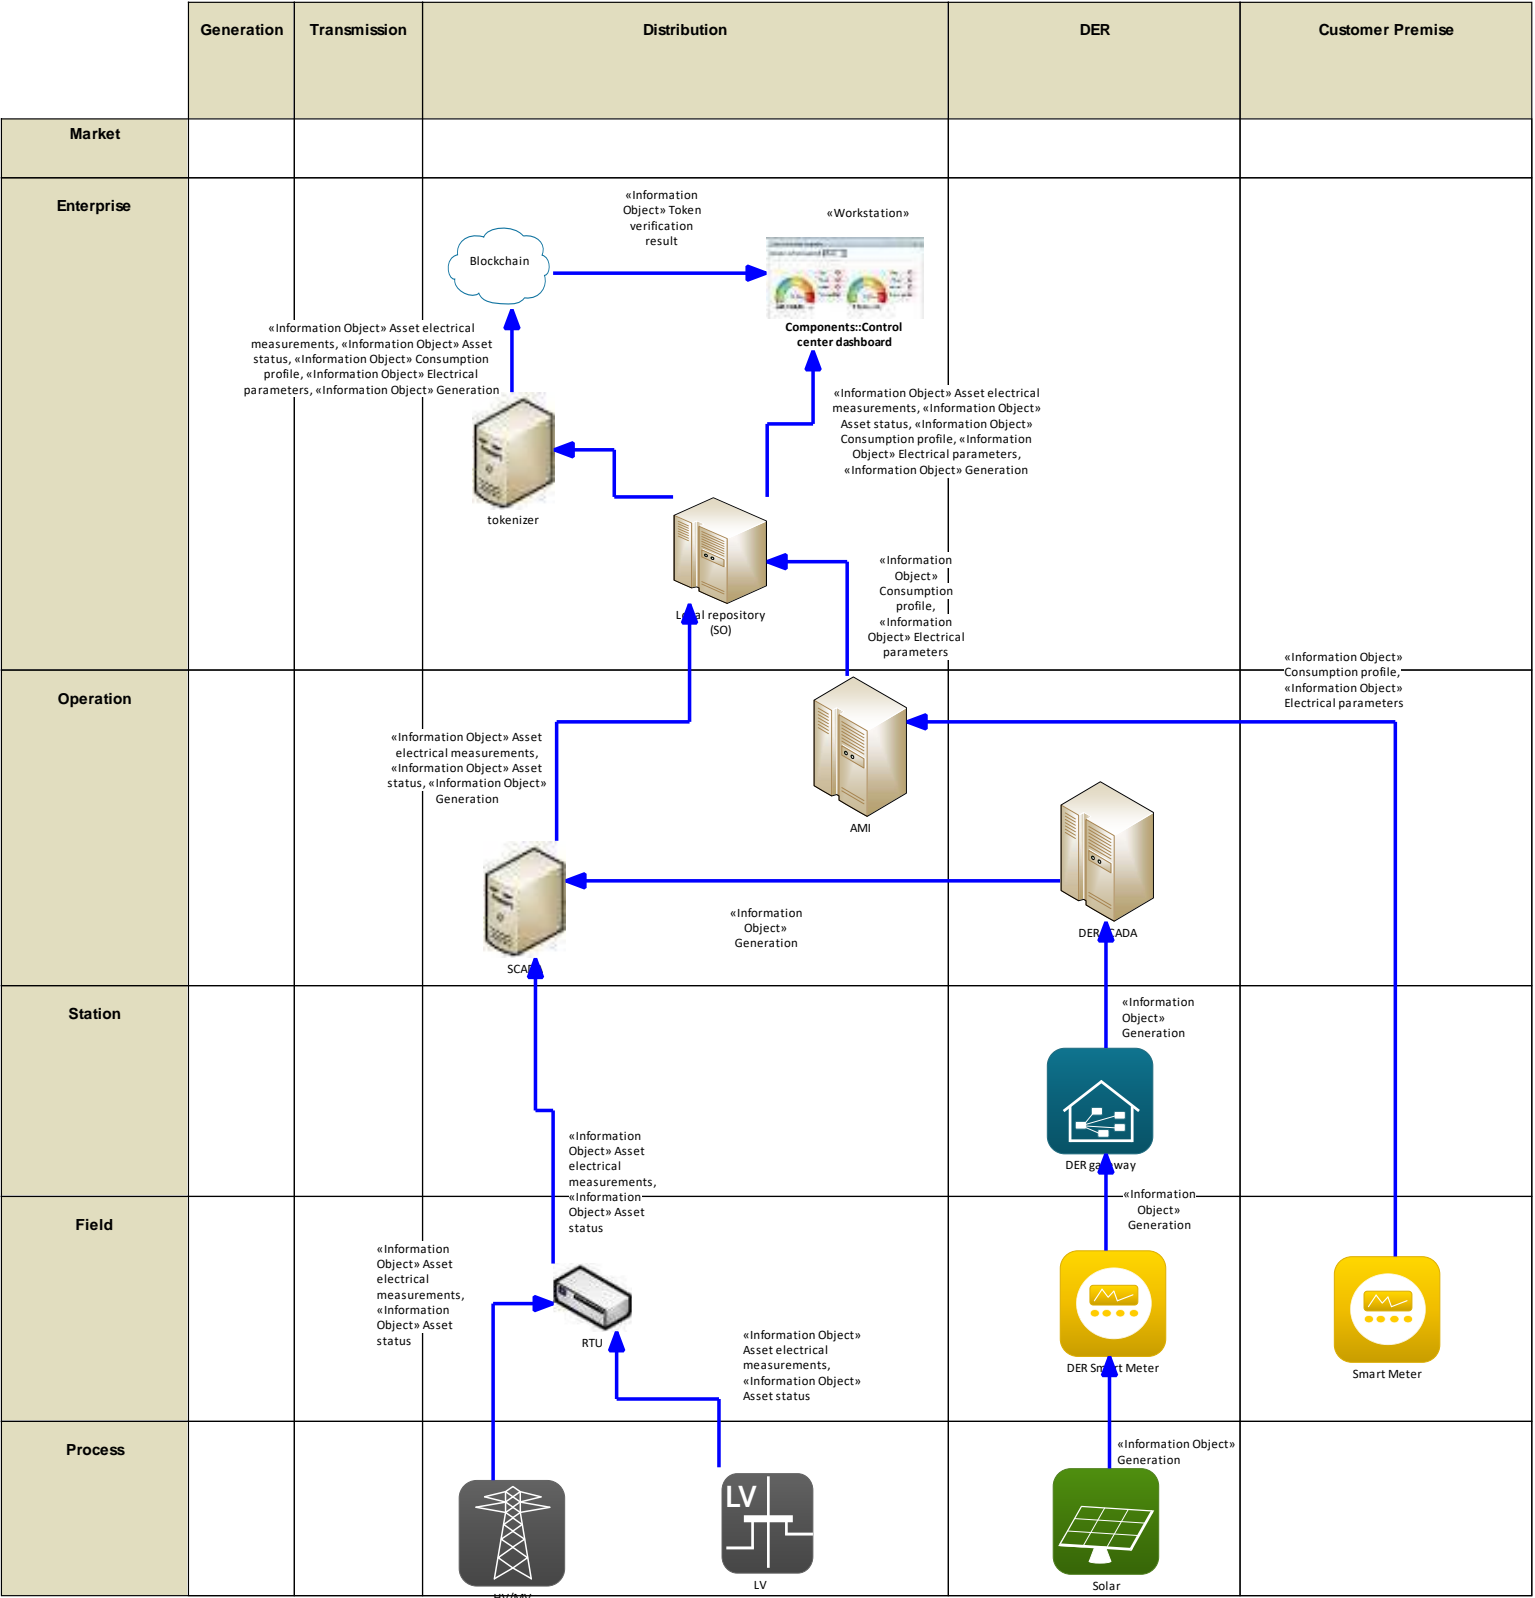 Generation
Transmission
Distribution
DER
Customer Premise
Market
Enterprise
«Information
Object» Token
verification
result
«Workstation»
Blockchain
Components::Control
center dashboard
«Information Object» Asset electrical
measurements, «Information Object» Asset
status, «Information Object» Consumption
profile, «Information Object» Electrical
parameters, «Information Object» Generation
«Information Object» Asset electrical
measurements, «Information Object»
Asset status, «Information Object»
Consumption profile, «Information
Object» Electrical parameters,
«Information Object» Generation
tokenizer
«Information
Object»
Consumption
profile,
«Information
Object» Electrical
parameters
repository
(SO)
«Information Object»
Consumption profile,
«Information Object»
Electrical parameters
Operation
«Information Object» Asset
electrical measurements,
«Information Object» Asset
status, «Information Object»
Generation
AMI
«Information
Object»
Generation
DER
Station
«Information
Object»
Generation
«Information
Object» Asset
electrical
measurements,
«Information
Object» Asset
status
DER
Field
«Information
Object»
Generation
«Information
Object» Asset
electrical
measurements,
«Information
Object» Asset
status
RTU
«Information Object»
Asset electrical
measurements,
«Information Object»
Asset status
DER Smart Meter
Smart Meter
Process
«Information Object»
Generation
LV
HV/MV
LV
Solar